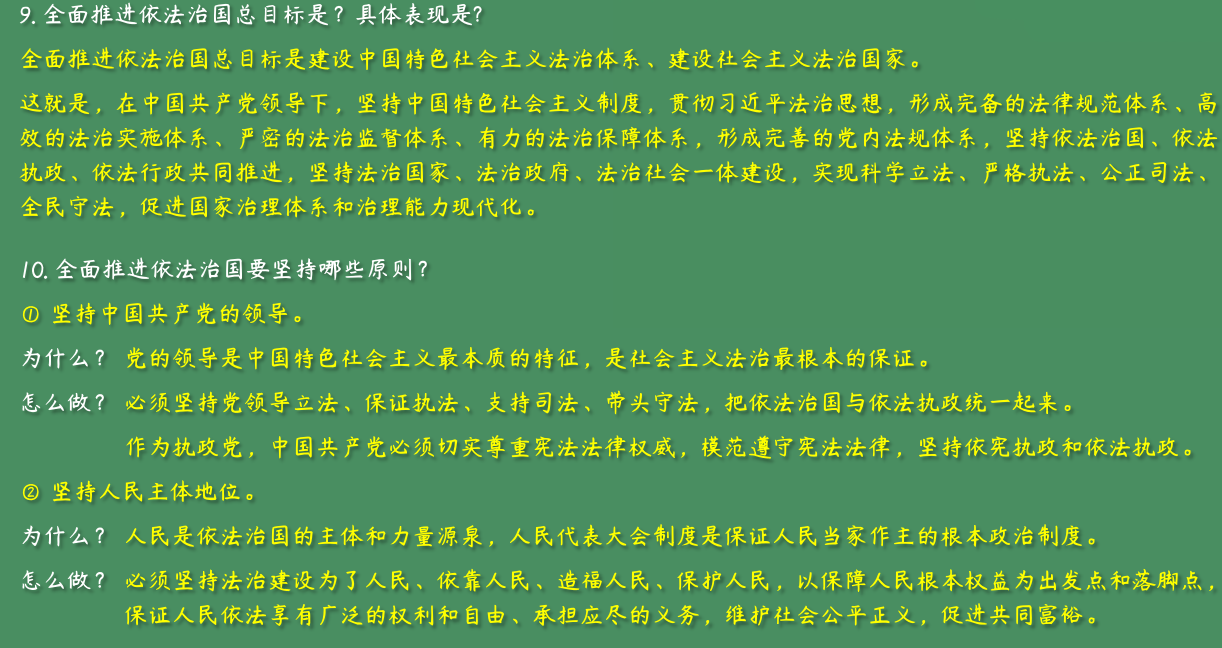 9. 全面推进依法治国总目标是？具体表现是?
全面推进依法治国总目标是建设中国特色社会主义法治体系、建设社会主义法治国家。
这就是，在中国共产党领导下，坚持中国特色社会主义制度，贯彻习近平法治思想，形成完备的法律规范体系、高
效的法治实施体系、严密的法治监督体系、有力的法治保障体系，形成完善的党内法规体系，坚持依法治国、依法
执政、依法行政共同推进，坚持法治国家、法治政府、法治社会一体建设，实现科学立法、严格执法、公正司法、
全民守法，促进国家治理体系和治理能力现代化。
10. 全面推进依法治国要坚持哪些原则？
① 坚持中国共产党的领导。
为什么？ 党的领导是中国特色社会主义最本质的特征，是社会主义法治最根本的保证。
怎么做？ 必须坚持党领导立法、保证执法、支持司法、带头守法，把依法治国与依法执政统一起来。
作为执政党，中国共产党必须切实尊重宪法法律权威，模范遵守宪法法律，坚持依宪执政和依法执政。
② 坚持人民主体地位。
为什么？ 人民是依法治国的主体和力量源泉，人民代表大会制度是保证人民当家作主的根本政治制度。
怎么做？ 必须坚持法治建设为了人民、依靠人民、造福人民、保护人民，以保障人民根本权益为出发点和落脚点，
保证人民依法享有广泛的权利和自由、承担应尽的义务，维护社会公平正义，促进共同富裕。